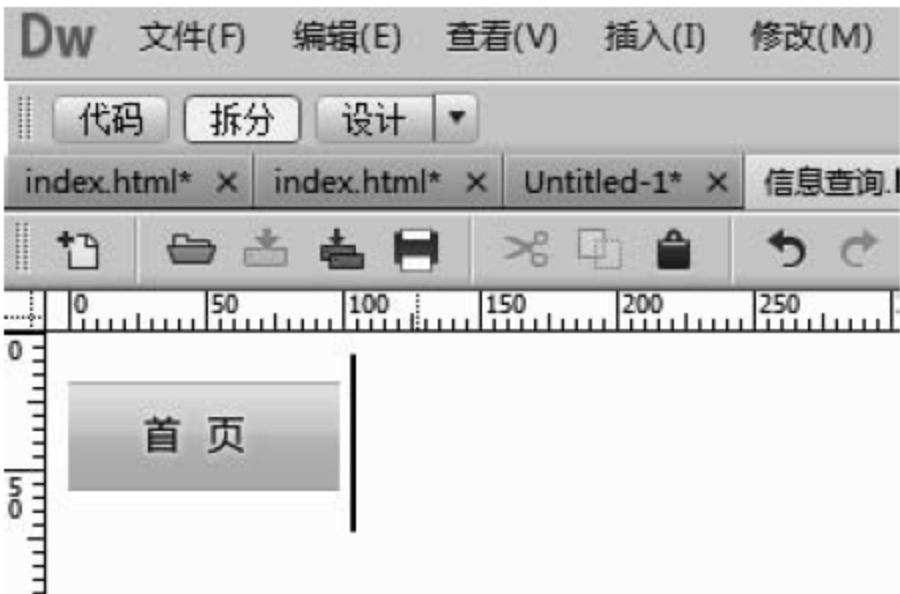 Dw 文件(F) 编辑(E) 查看(V) 插入(I) 修改(M)
代码 拆分 设计
index.html* × index.html* × Untitled-1* × 信息查询.
0 50 100 150 200 250
0
首 页
50